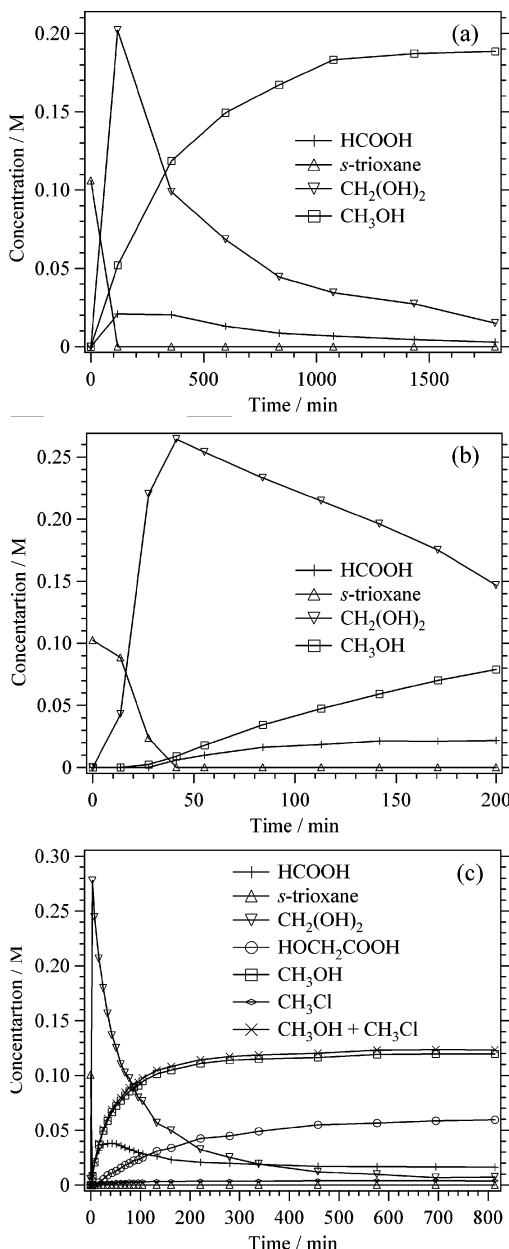 (a)
0.20
0.15
0.10
0.05
0
Concentration / M
HCOOH
s-trioxane
CH2(OH)2
CH3OH
0 500 1000 1500
Time / min
(b)
0.25
0.20
0.15
0.10
0.05
0
Concentartion / M
HCOOH
s-trioxane
CH2(OH)2
CH3OH
0 50 100 150 200
Time / min
(c)
0.30
0.25
0.20
0.15
0.10
0.05
0
Concentartion / M
HCOOH
s-trioxane
CH2(OH)2
HOCH2COOH
CH3OH
CH3Cl
CH3OH + CH3Cl
0 100 200 300 400 500 600 700 800
Time / min